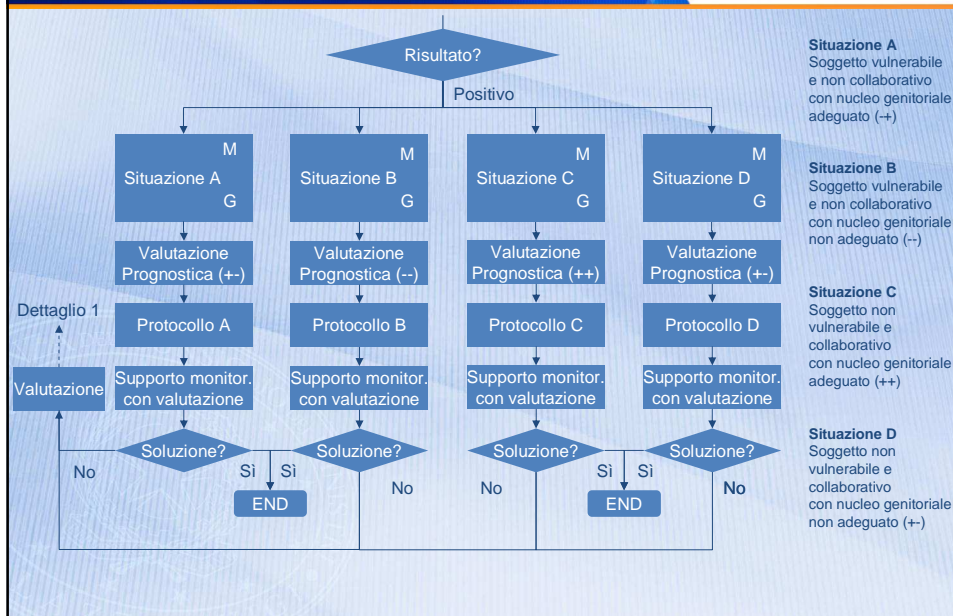 Risultato?
Positivo
M
Situazione A
G
M
Situazione B
G
M
Situazione C
G
M
Situazione D
G
Valutazione
Prognostica (+-)
Valutazione
Prognostica (--)
Valutazione
Prognostica (++)
Valutazione
Prognostica (+-)
Dettaglio 1
Protocollo A
Protocollo B
Protocollo C
Protocollo D
Valutazione
Supporto monitor.
con valutazione
Supporto monitor.
con valutazione
Supporto monitor.
con valutazione
Supporto monitor.
con valutazione
Soluzione?
Soluzione?
Soluzione?
Soluzione?
No
Sì
Sì
No
No
Sì
Sì
No
END
END
Situazione A
Soggetto vulnerabile
e non collaborativo
con nucleo genitoriale
adeguato (-+)
Situazione B
Soggetto vulnerabile
e non collaborativo
con nucleo genitoriale
non adeguato (--)
Situazione C
Soggetto non
vulnerabile e
collaborativo
con nucleo genitoriale
adeguato (++)
Situazione D
Soggetto non
vulnerabile e
collaborativo
con nucleo genitoriale
non adeguato (+-)